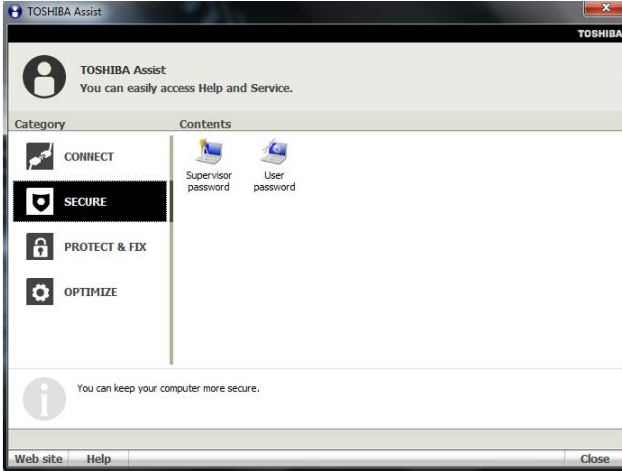 TOSHIBA Assist
TOSHIBA
TOSHIBA Assist
You can easily access Help and Service.
Category
Contents
CONNECT
SECURE
PROTECT & FIX
OPTIMIZE
Supervisor
password
User
password
You can keep your computer more secure.
Web site
Help
Close